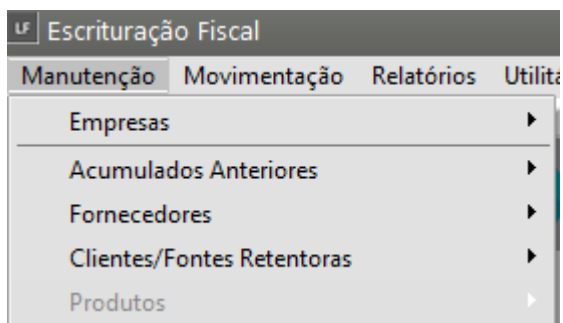 LF Escrituração Fiscal
Manutenção Movimentação Relatórios
Empresas
Acumulados Anteriores
Fornecedores
Clientes/Fontes Retentoras
Produtos